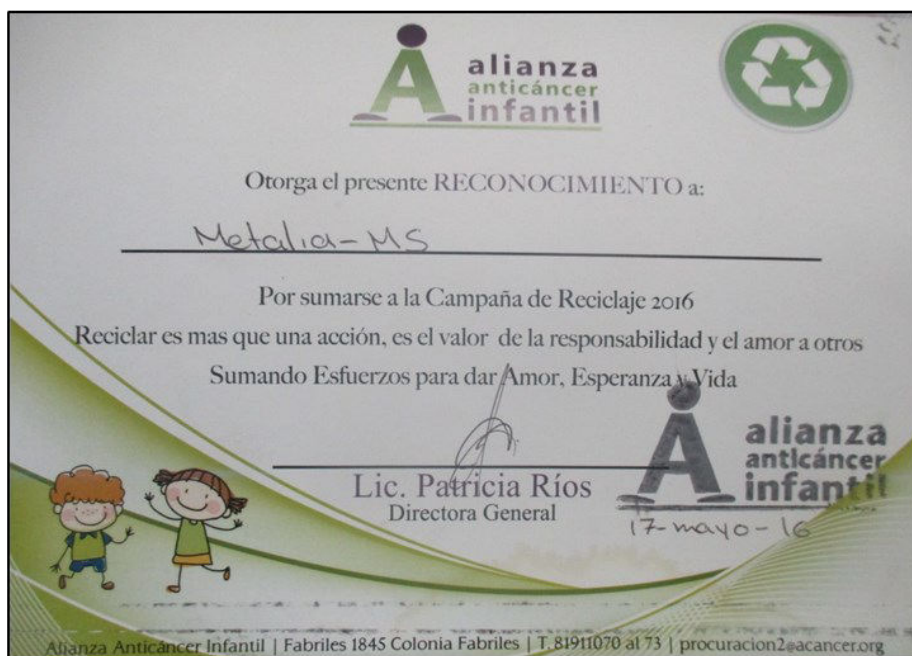 alianza
anticáncer
infantil
Otorga el presente RECONOCIMIENTO a:
Metalia-MS
Por sumarse a la Campaña de Reciclaje 2016
Reciclar es mas que una acción, es el valor de la responsabilidad y el amor a otros
Sumando Esfuerzos para dar Amor, Esperanza y Vida
alianza
anticáncer
infantil
Lic. Patricia Ríos
Directora General
17-mayo-16
Alianza Anticáncer Infantil | Fabriles 1845 Colonia Fabriles | T. 81911070 al 73 | procuracion2@acancer.org